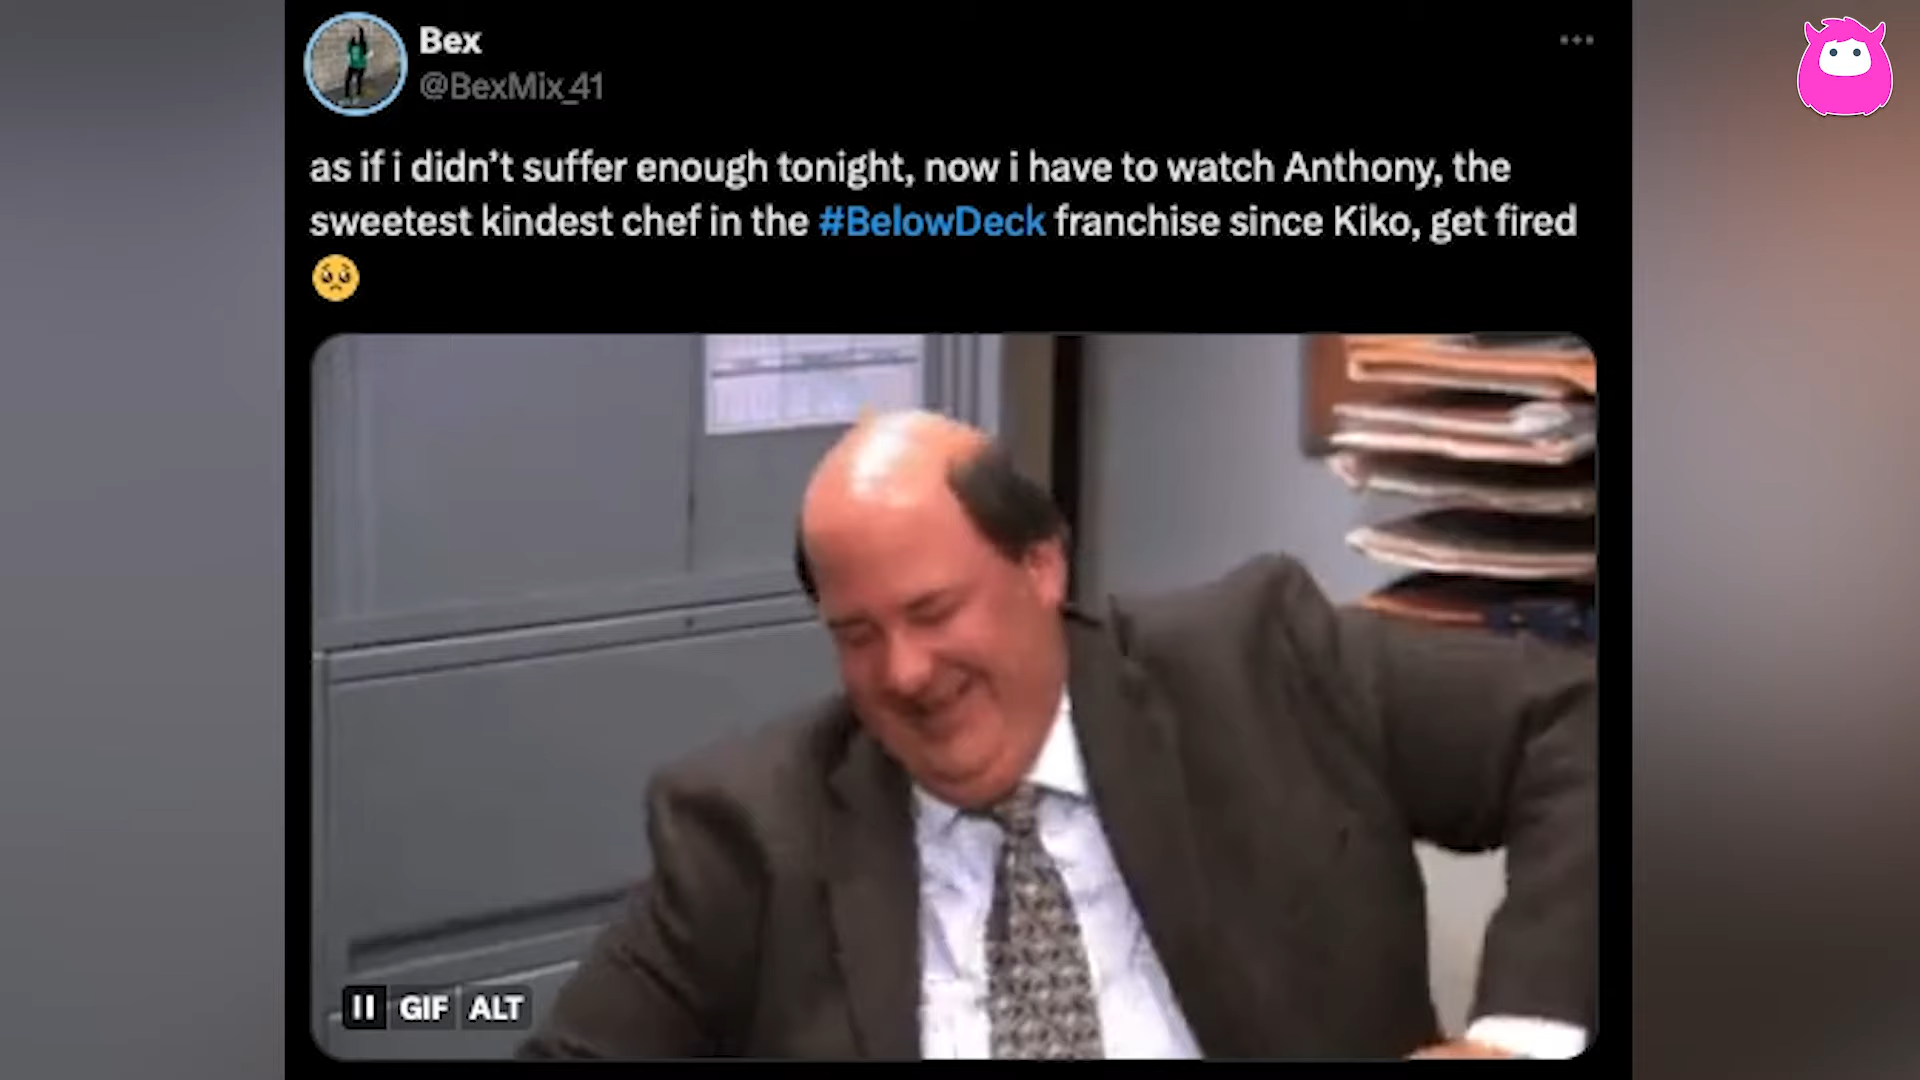 Bex
@BexMix_41
as if i didn’t suffer enough tonight, now i have to watch Anthony, the
sweetest kindest chef in the #BelowDeck franchise since Kiko, get fired
GIF ALT